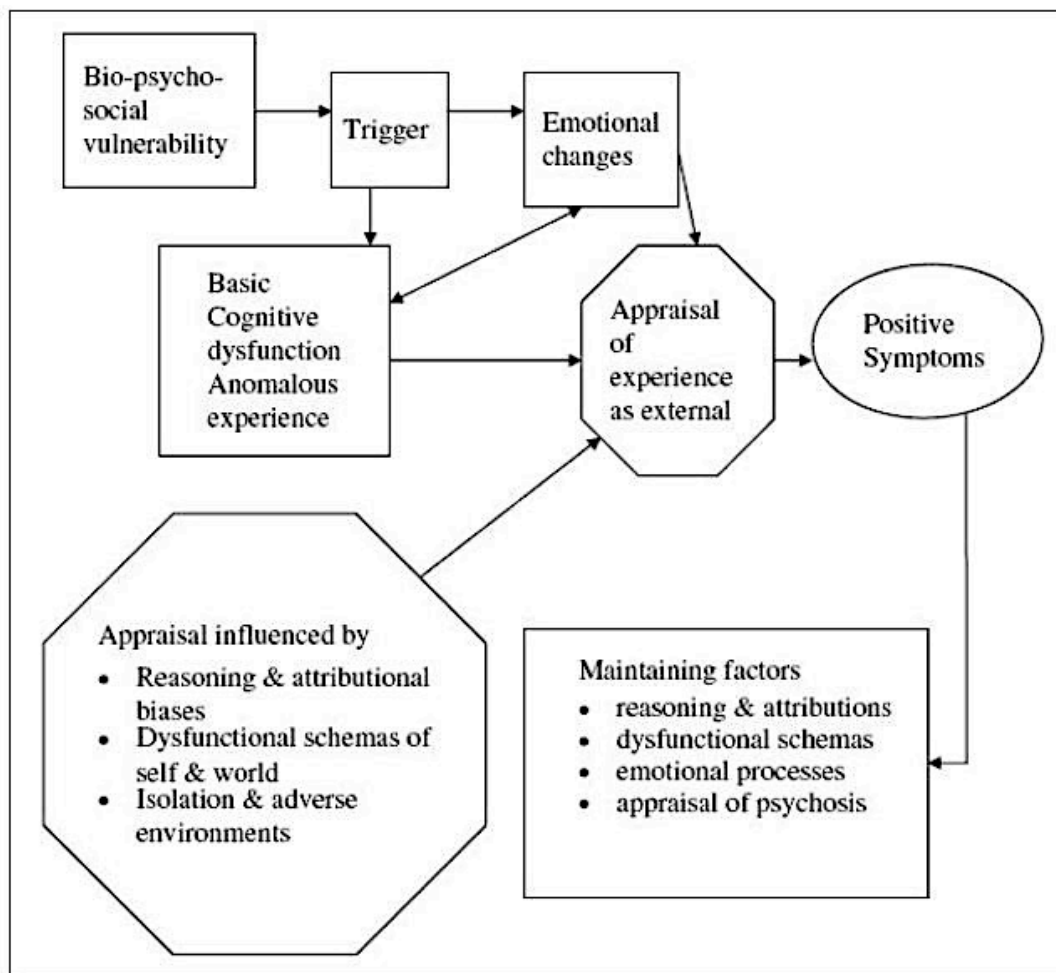 Bio-psycho-
social
vulnerability
Trigger
Emotional
changes
Basic
Cognitive
dysfunction
Anomalous
experience
Appraisal
of
experience
as external
Positive
Symptoms
Appraisal influenced by
• Reasoning & attributional
biases
• Dysfunctional schemas of
self & world
• Isolation & adverse
environments
Maintaining factors
• reasoning & attributions
• dysfunctional schemas
• emotional processes
• appraisal of psychosis